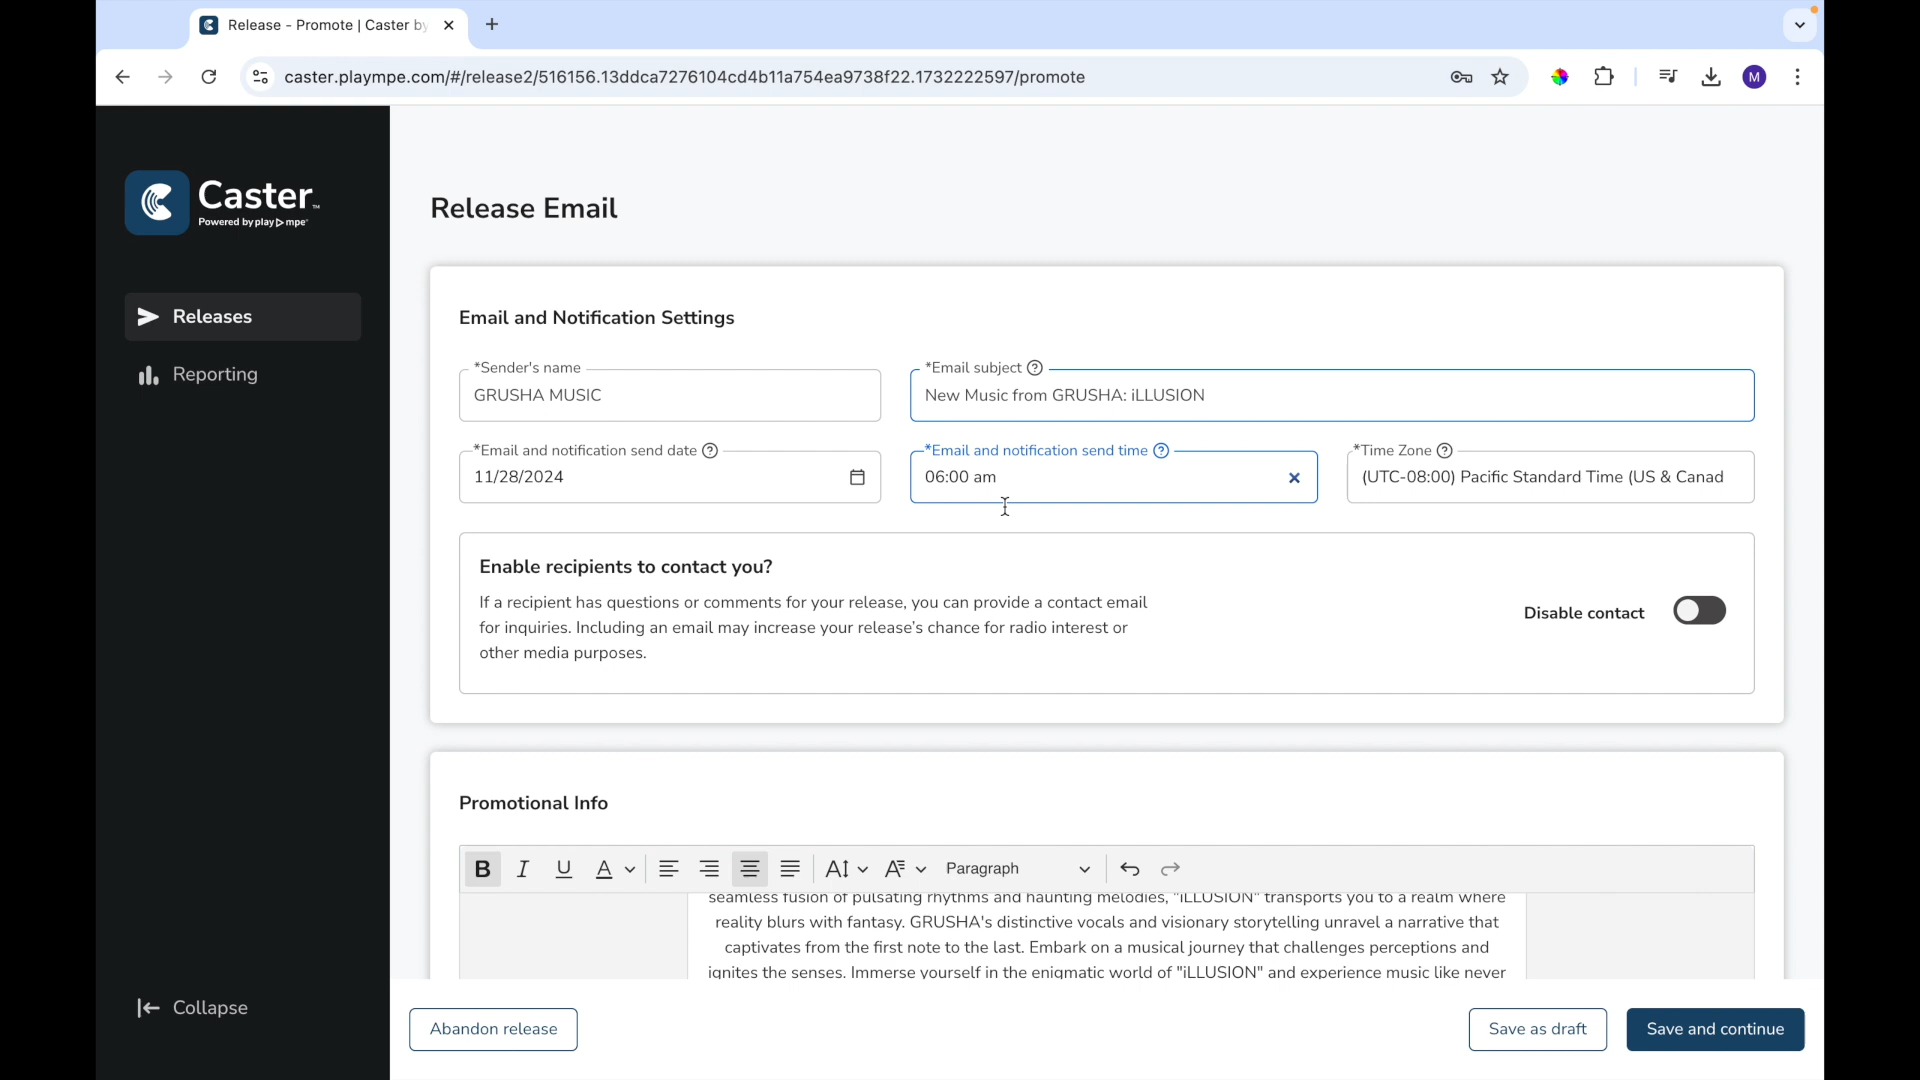 Release - Promote | Caster by
caster.plaympe.com/#/release2/516156.13ddca7276104cd4b11a754ea9738f22.1732222597/promote
M
Caster™
Powered by play mpe®
Releases
Reporting
Collapse
Release Email
Email and Notification Settings
*Sender's name
GRUSHA MUSIC
*Email subject ?
New Music from GRUSHA: iLLUSION
*Email and notification send date ?
11/28/2024
*Email and notification send time ?
06:00 am
*Time Zone ?
(UTC-08:00) Pacific Standard Time (US & Canad
Enable recipients to contact you?
If a recipient has questions or comments for your release, you can provide a contact email
for inquiries. Including an email may increase your release's chance for radio interest or
other media purposes.
Disable contact
Promotional Info
B I U A Paragraph
seamless fusion of pulsating rhythms and haunting melodies, "iLLUSION" transports you to a realm where
reality blurs with fantasy. GRUSHA's distinctive vocals and visionary storytelling unravel a narrative that
captivates from the first note to the last. Embark on a musical journey that challenges perceptions and
ignites the senses. Immerse yourself in the enigmatic world of "iLLUSION" and experience music like never
Abandon release
Save as draft
Save and continue